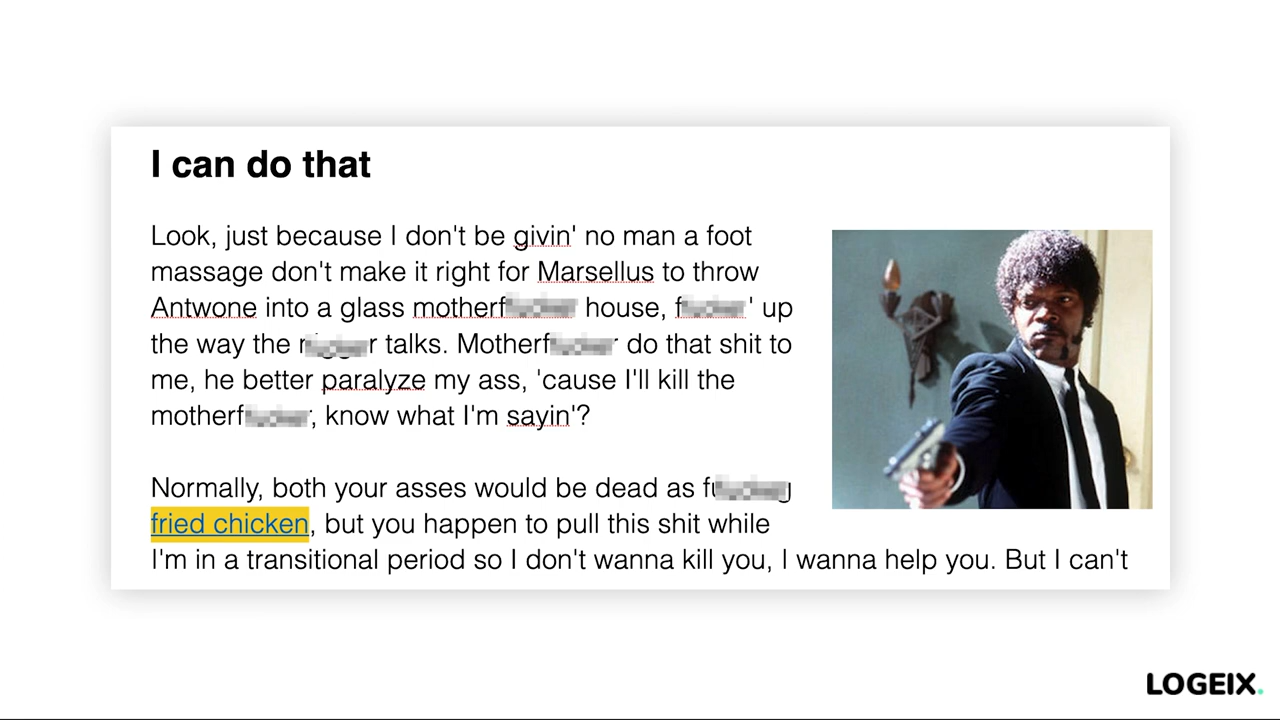 I can do that
Look, just because I don't be givin' no man a foot
massage don't make it right for Marsellus to throw
Antwone into a glass house, up
the way the talks. do that shit to
me, he better paralyze my ass, 'cause I'll kill the
know what I'm sayin'?
Normally, both your asses would be dead as
fried chicken, but you happen to pull this shit while
I'm in a transitional period so I don't wanna kill you, I wanna help you. But I can't
LOGEIX.